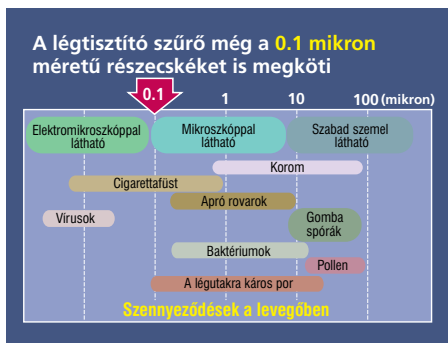 A légtisztító szűrő még a 0.1 mikron
méretű részecskéket is megköti
0.1 1 10 100 (mikron)
Elektromikroszkóppal
látható
Mikroszkóppal
látható
Szabad szemel
látható
Korom
Cigarettafüst
Apró rovarok
Vírusok
Gomba
spórák
Baktériumok
Pollen
A légutakra káros por
Szennyeződések a levegőben